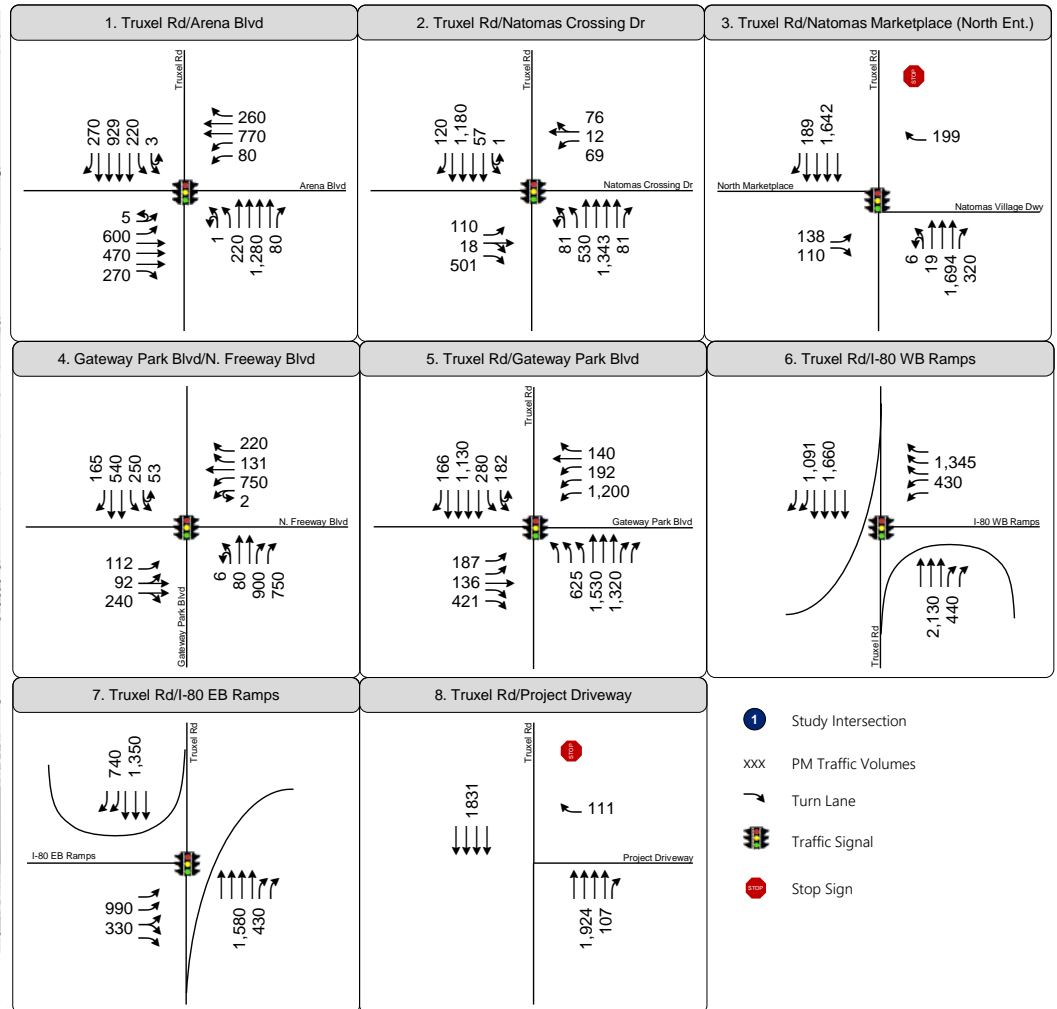 1. Truxel Rd/Arena Blvd
Truxel Rd
270
929
220
3
260
770
80
Arena Blvd
5
600
470
270
1
220
1,280
80
2. Truxel Rd/Natomas Crossing Dr
Truxel Rd
120
1,180
57
1
76
12
69
Natomas Crossing Dr
110
18
501
81
530
1,343
81
3. Truxel Rd/Natomas Marketplace (North Ent.)
Truxel Rd
STOP
189
1,642
199
North Marketplace
Natomas Village Dwy
138
110
6
19
1,694
320
4. Gateway Park Blvd/N. Freeway Blvd
165
540
250
53
220
131
750
2
N. Freeway Blvd
112
92
240
6
80
900
750
Gateway Park Blvd
5. Truxel Rd/Gateway Park Blvd
Truxel Rd
166
1,130
280
182
140
192
1,200
Gateway Park Blvd
187
136
421
625
1,530
1,320
6. Truxel Rd/I-80 WB Ramps
1,091
1,660
1,345
430
I-80 WB Ramps
2,130
440
Truxel Rd
7. Truxel Rd/I-80 EB Ramps
Truxel Rd
740
1,350
I-80 EB Ramps
990
330
1,580
430
8. Truxel Rd/Project Driveway
Truxel Rd
STOP
1831
111
Project Driveway
1,924
107
1 Study Intersection
xxx PM Traffic Volumes
Turn Lane
Traffic Signal
STOP Stop Sign